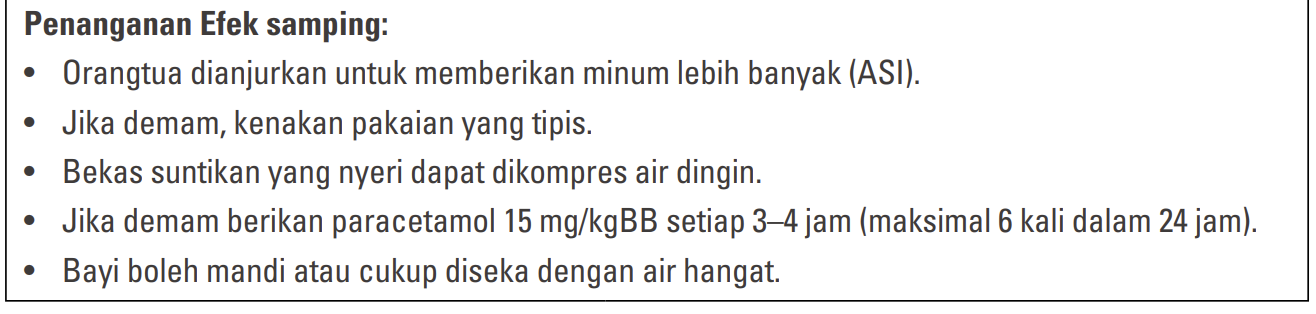 Penanganan Efek samping:
• Orangtua dianjurkan untuk memberikan minum lebih banyak (ASI).
• Jika demam, kenakan pakaian yang tipis.
• Bekas suntikan yang nyeri dapat dikompres air dingin.
• Jika demam berikan paracetamol 15 mg/kgBB setiap 3–4 jam (maksimal 6 kali dalam 24 jam).
• Bayi boleh mandi atau cukup diseka dengan air hangat.